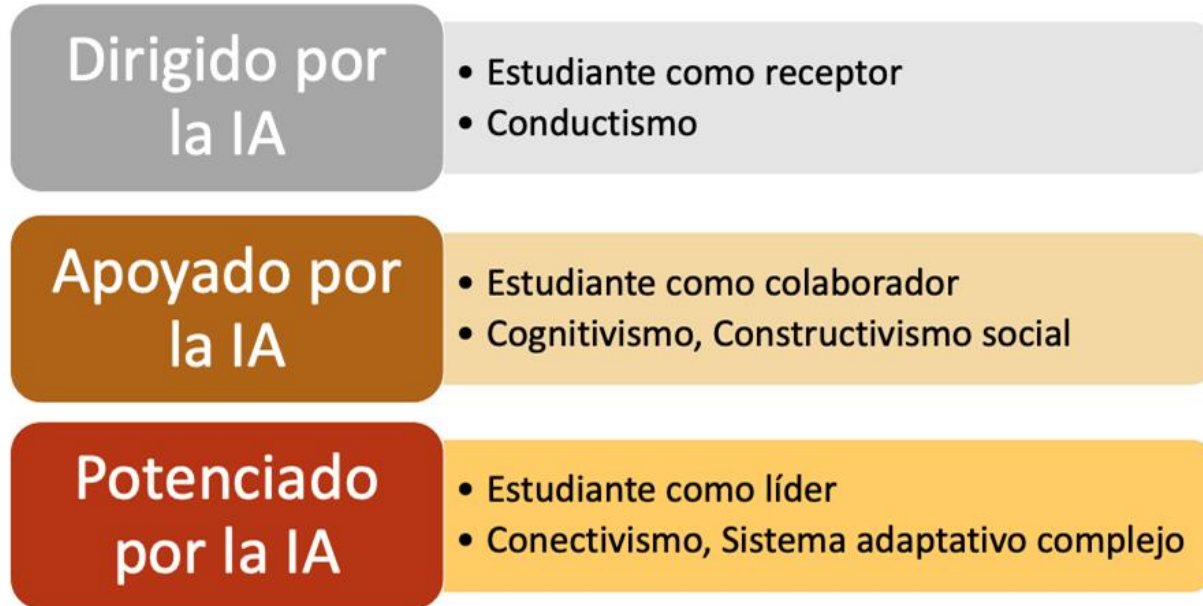 Dirigido por
la IA
• Estudiante como receptor
• Conductismo
Apoyado por
la IA
• Estudiante como colaborador
• Cognitivismo, Constructivismo social
Potenciado
por la IA
• Estudiante como líder
• Conectivismo, Sistema adaptativo complejo